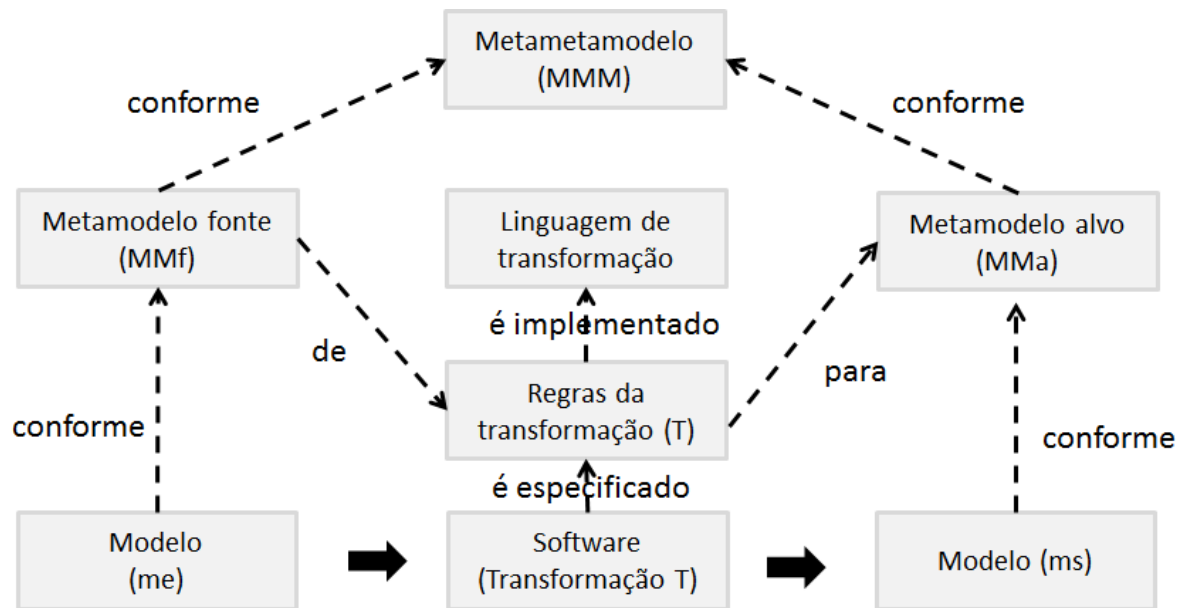 Metametamodelo
(MMM)
conforme
conforme
Metamodelo fonte
(MMf)
Linguagem de
transformação
Metamodelo alvo
(MMa)
é implementado
de
para
Regras da
transformação (T)
conforme
conforme
é especificado
Modelo
(me)
Software
(Transformação T)
Modelo (ms)